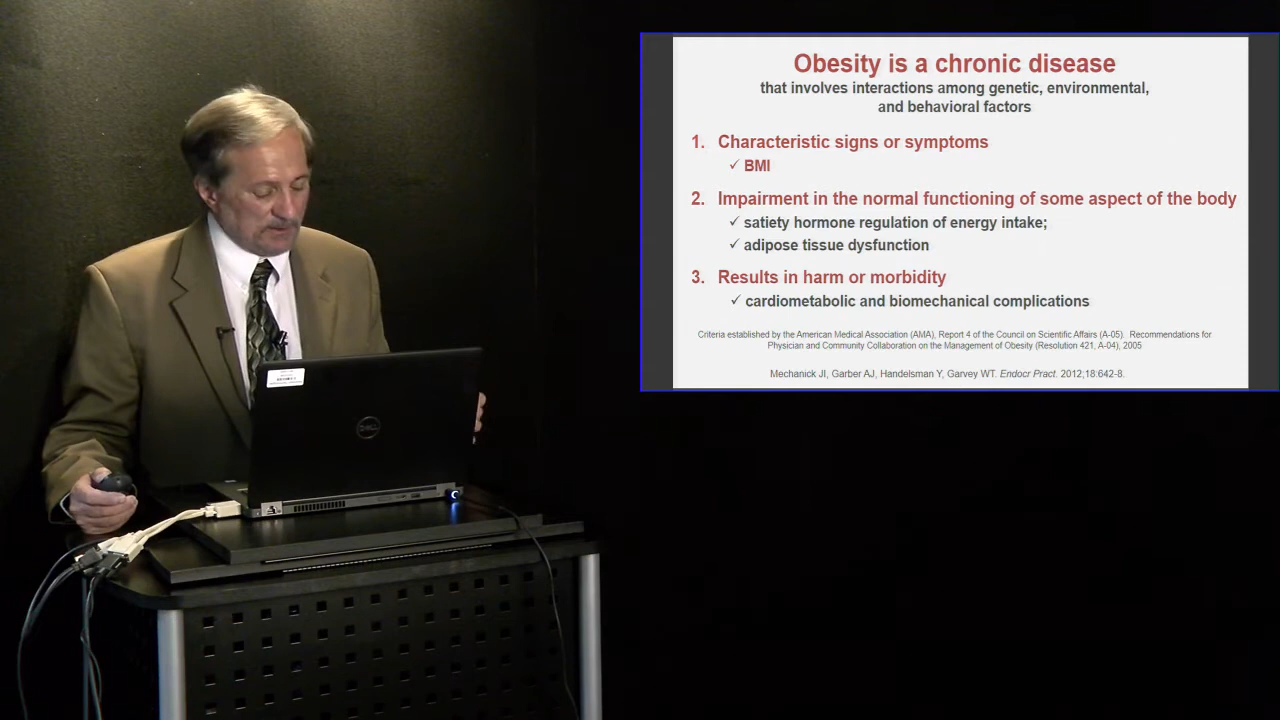 Obesity is a chronic disease
that involves interactions among genetic, environmental,
and behavioral factors
1. Characteristic signs or symptoms
✓ BMI
2. Impairment in the normal functioning of some aspect of the body
✓ satiety hormone regulation of energy intake;
✓ adipose tissue dysfunction
3. Results in harm or morbidity
✓ cardiometabolic and biomechanical complications
Criteria established by the American Medical Association (AMA), Report 4 of the Council on Scientific Affairs (A-05). Recommendations for
Physician and Community Collaboration on the Management of Obesity (Resolution 421, A-04), 2005
Mechanick JI, Garber AJ, Handelsman Y, Garvey WT. Endocr Pract. 2012;18:642-8.
DELL